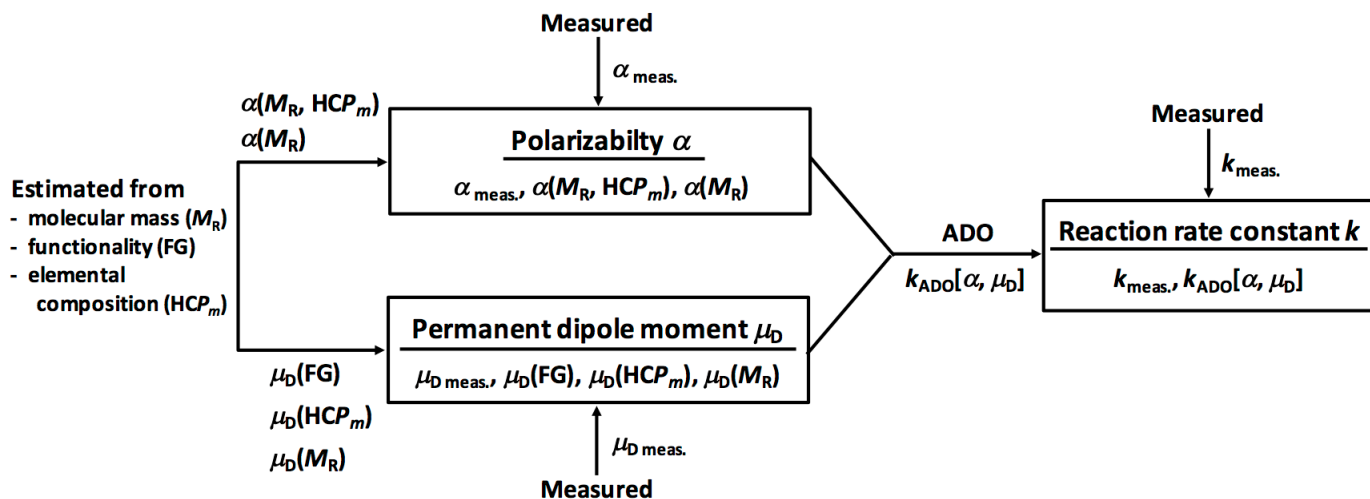 Measured
α meas.
α(MR, HCPm)
α(MR)
Polarizabilty α
α meas., α(MR, HCPm), α(MR)
Estimated from
- molecular mass (MR)
- functionality (FG)
- elemental
composition (HCPm)
Permanent dipole moment μD
μD meas., μD(FG), μD(HCPm), μD(MR)
μD(FG)
μD(HCPm)
μD(MR)
μD meas.
Measured
ADO
kADO[α, μD]
Measured
kmeas.
Reaction rate constant k
kmeas., kADO[α, μD]